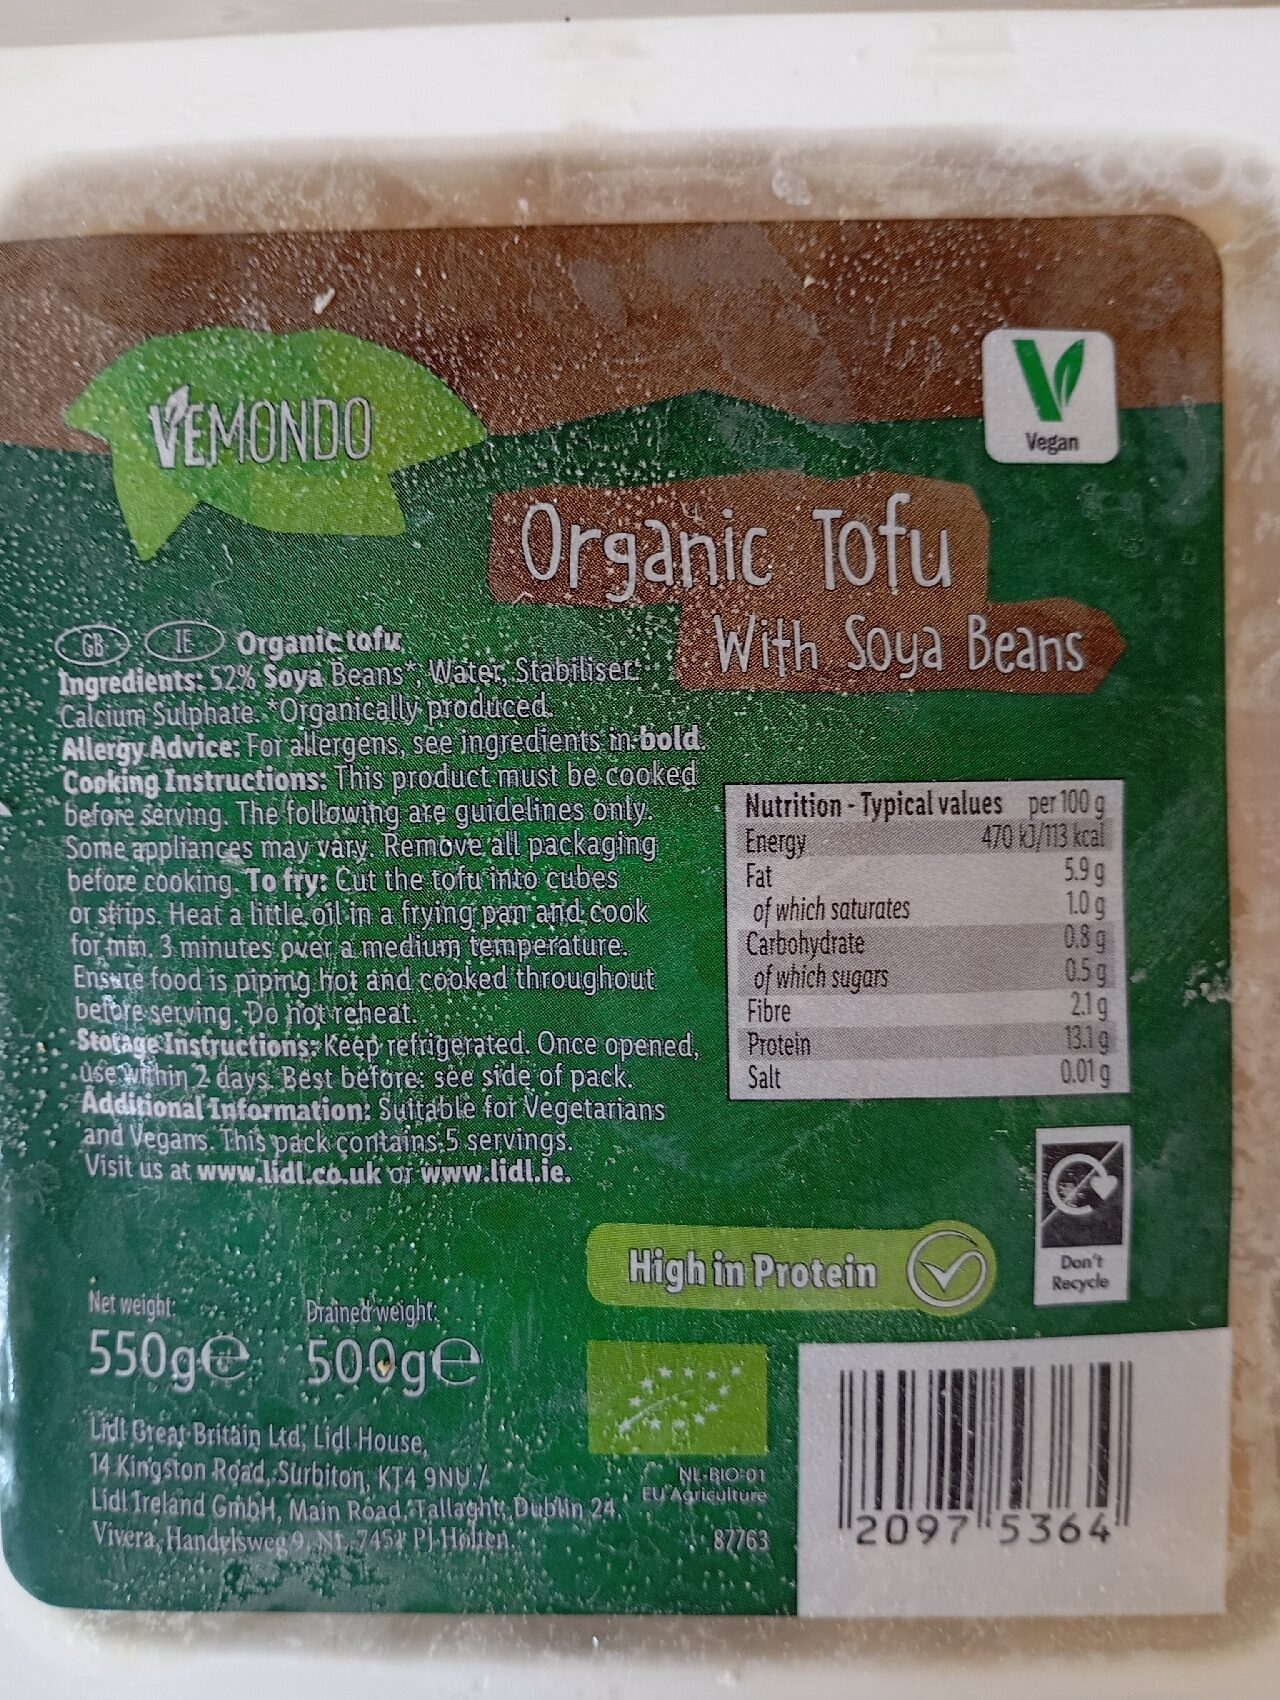 VEMONDO
V
Vegan
Organic Tofu
With Soya Beans
GB IE Organic tofu
Ingredients: 52% Soya Beans*, Water, Stabiliser:
Calcium Sulphate. *Organically produced.
Allergy Advice: For allergens, see ingredients in bold.
Cooking Instructions: This product must be cooked
before serving. The following are guidelines only.
Some appliances may vary. Remove all packaging
before cooking. To fry: Cut the tofu into cubes
or strips. Heat a little oil in a frying pan and cook
for min. 3 minutes over a medium temperature.
Ensure food is piping hot and cooked throughout
before serving. Do not reheat.
Storage Instructions: Keep refrigerated. Once opened,
use within 2 days. Best before: see side of pack.
Additional Information: Suitable for Vegetarians
and Vegans. This pack contains 5 servings.
Visit us at www.lidl.co.uk or www.lidl.ie.
Nutrition - Typical values per 100 g
Energy 470 kJ/113 kcal
Fat 5.9 g
of which saturates 1.0 g
Carbohydrate 0.8 g
of which sugars 0.5 g
Fibre 2.1 g
Protein 13.1 g
Salt 0.01 g
Don't
Recycle
High in Protein
Net weight: Drained weight:
550g℮ 500g℮
Lidl Great Britain Ltd, Lidl House,
14 Kingston Road, Surbiton, KT4 9NU /
Lidl Ireland GmbH, Main Road, Tallaght, Dublin 24.
Vivera, Handelsweg 9, NL-7451 PJ Holten.
NL-BIO-01
EU Agriculture
87763
2097 5364